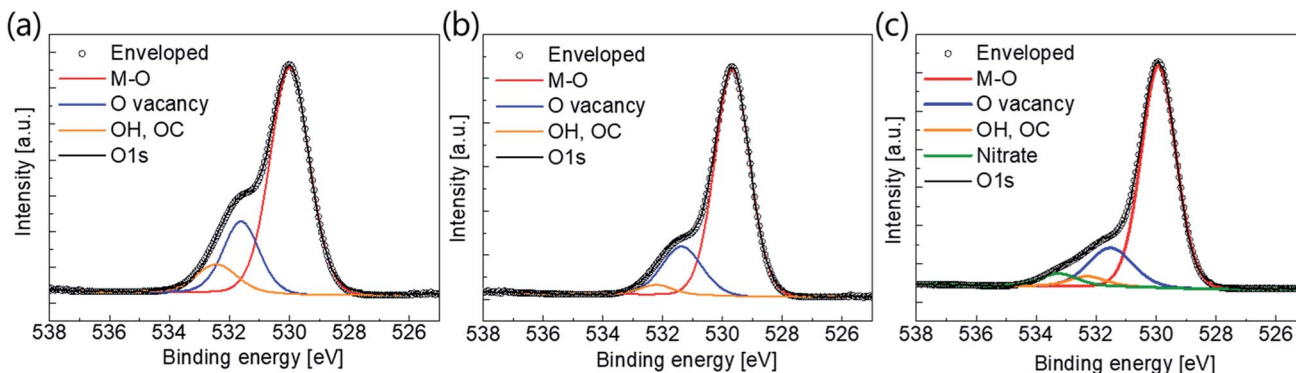 (a)
Enveloped
M-O
O vacancy
OH, OC
O1s
Intensity [a.u.]
538 536 534 532 530 528 526
Binding energy [eV]
(b)
Enveloped
M-O
O vacancy
OH, OC
O1s
Intensity [a.u.]
538 536 534 532 530 528 526
Binding energy [eV]
(c)
Enveloped
M-O
O vacancy
OH, OC
Nitrate
O1s
Intensity [a.u.]
538 536 534 532 530 528 526
Binding energy [eV]